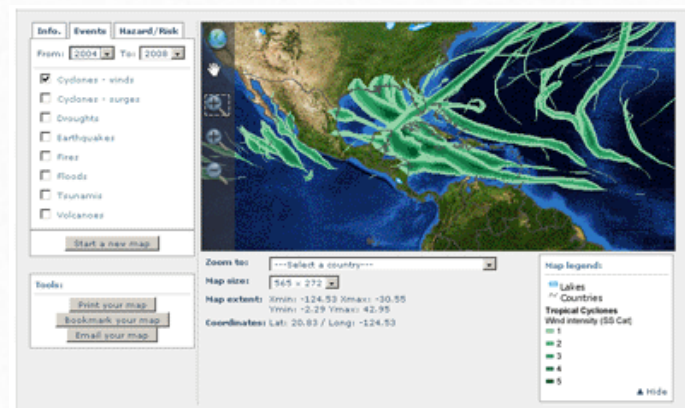 Info. Events Hazard/Risk
From: 2004 To: 2008
Cyclones - winds
Cyclones - surges
Droughts
Earthquakes
Fires
Floods
Tsunamis
Volcanoes
Start a new map
Tools:
Print your map
Bookmark your map
Email your map
Zoom to: ---Select a country---
Map size: 565 x 272
Map extent: Xmin: -124.53 Xmax: -30.55
Ymin: -2.29 Ymax: 42.95
Coordinates: Lat: 20.83 / Long: -124.53
Map legend:
Lakes
Countries
Tropical Cyclones
Wind intensity (SS Cat)
1
2
3
4
5
Hide